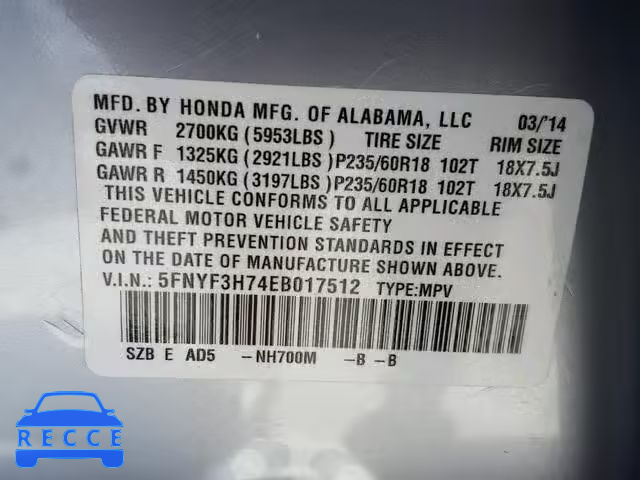 MFD. BY HONDA MFG. OF ALABAMA, LLC 03/'14
GVWR 2700KG (5953LBS) TIRE SIZE RIM SIZE
GAWR F 1325KG (2921LBS) P235/60R18 102T 18X7.5J
GAWR R 1450KG (3197LBS) P235/60R18 102T 18X7.5J
THIS VEHICLE CONFORMS TO ALL APPLICABLE
FEDERAL MOTOR VEHICLE SAFETY
AND THEFT PREVENTION STANDARDS IN EFFECT
ON THE DATE OF MANUFACTURE SHOWN ABOVE.
V.I.N.: 5FNYF3H74EB017512 TYPE:MPV
SZB E AD5 -NH700M -B -B
RECCE